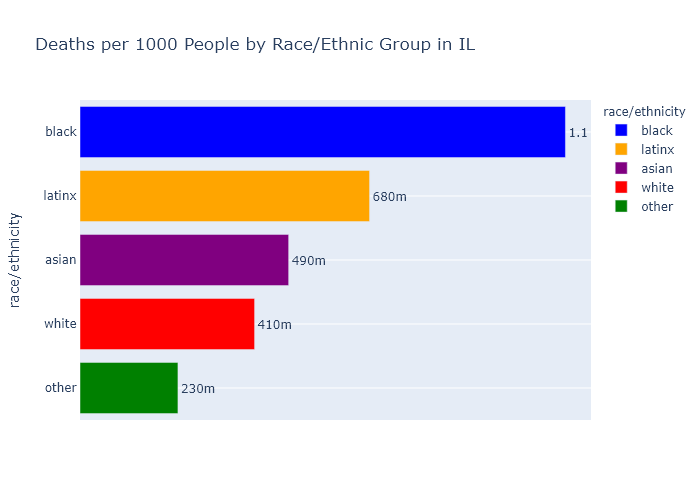 Deaths per 1000 People by Race/Ethnic Group in IL
race/ethnicity
black
latinx
asian
white
other
1.1
680m
490m
410m
230m
race/ethnicity
black
latinx
asian
white
other